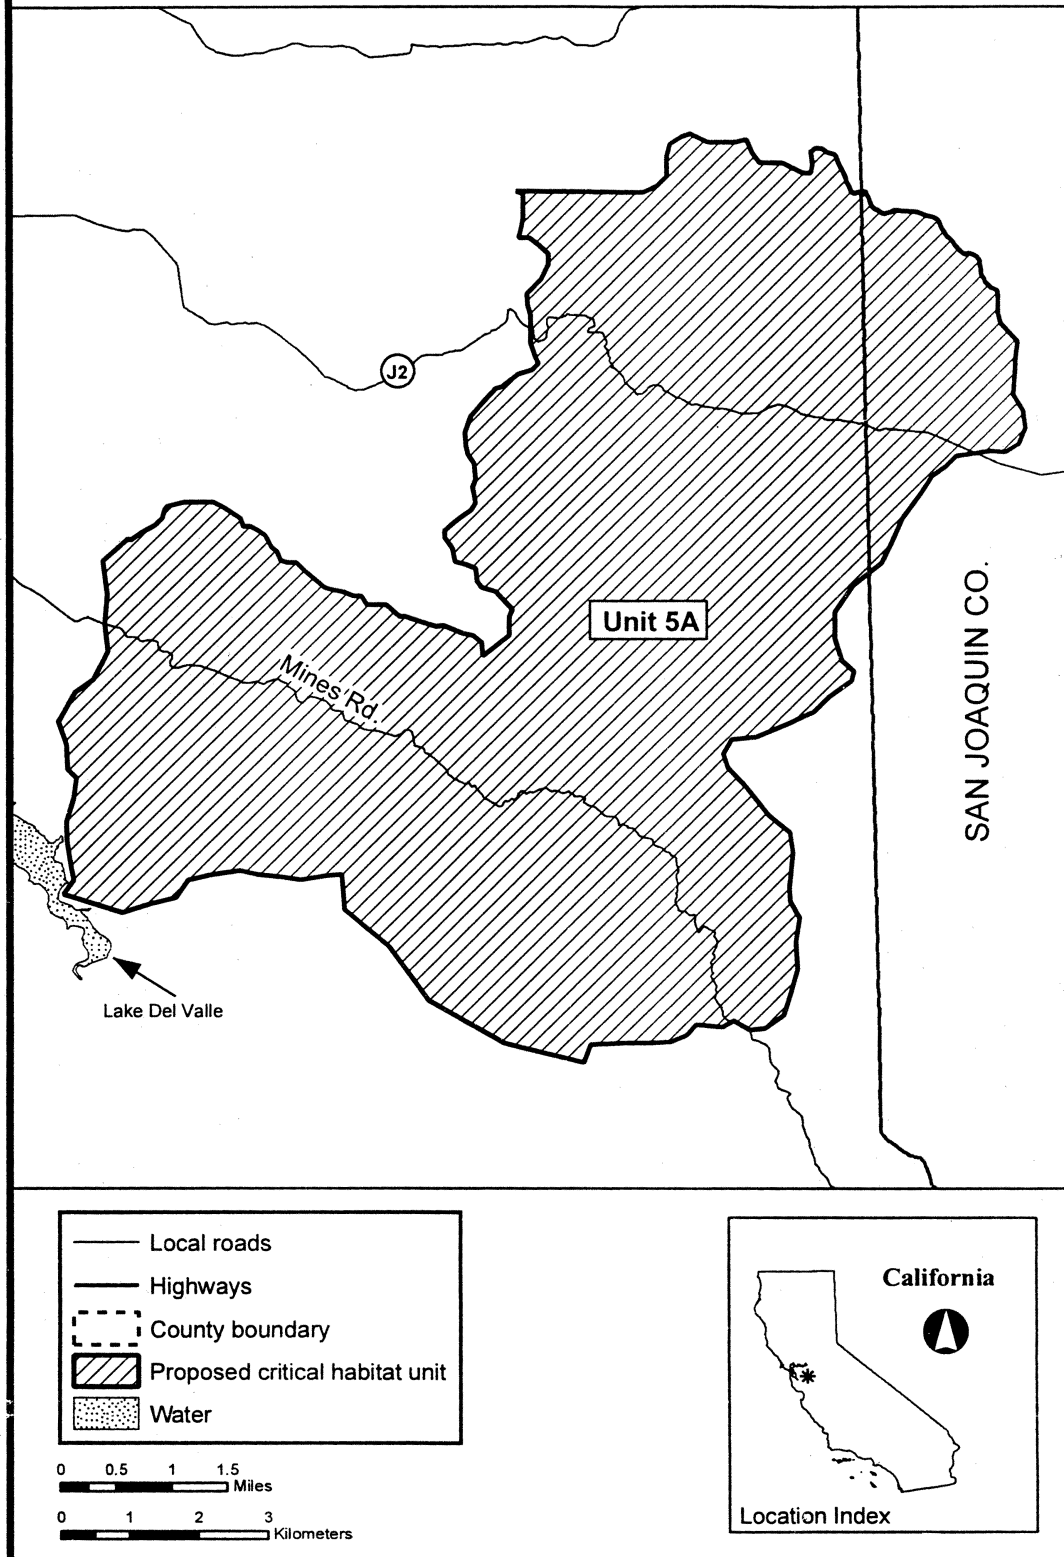 J2
Unit 5A
SAN JOAQUIN CO.
Mines Rd.
Lake Del Valle
Local roads
Highways
County boundary
Proposed critical habitat unit
Water
0 0.5 1 1.5
Miles
0 1 2 3
Kilometers
California
Location Index